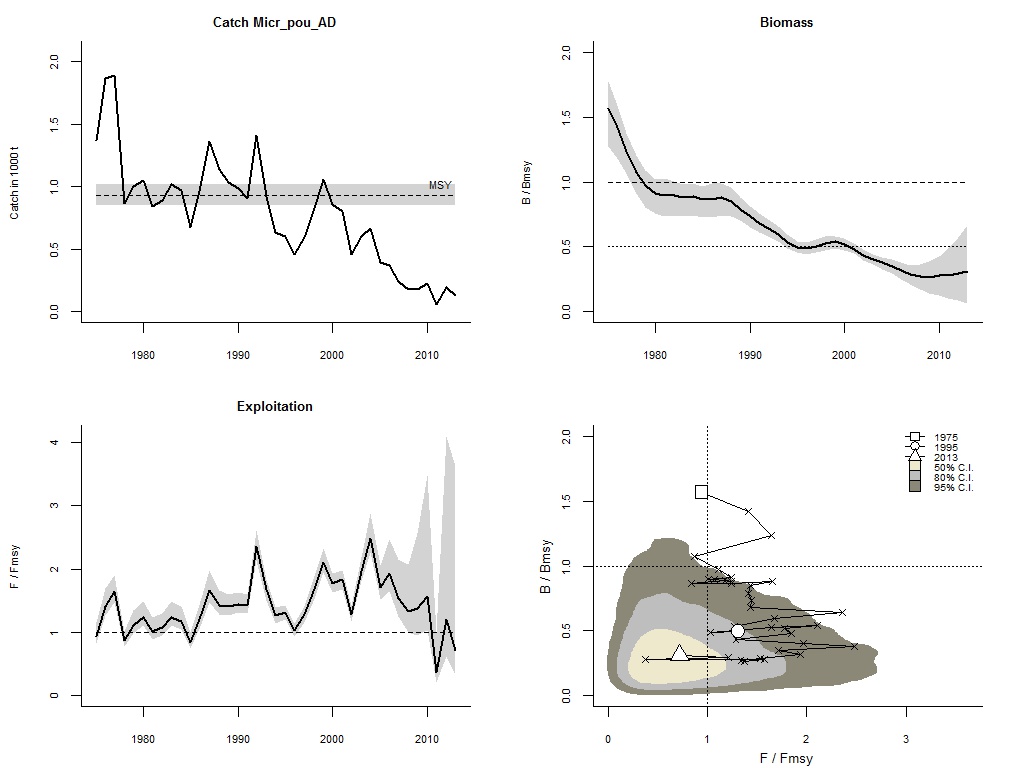 Catch Micr_pou_AD
Catch in 1000 t
2.0
1.5
1.0
0.5
0.0
MSY
1980 1990 2000 2010
Biomass
B / Bmsy
2.0
1.5
1.0
0.5
0.0
1980 1990 2000 2010
Exploitation
F / Fmsy
4
3
2
1
0
1980 1990 2000 2010
B / Bmsy
2.0
1.5
1.0
0.5
0.0
1975
1995
2013
50% C.I.
80% C.I.
95% C.I.
0 1 2 3
F / Fmsy